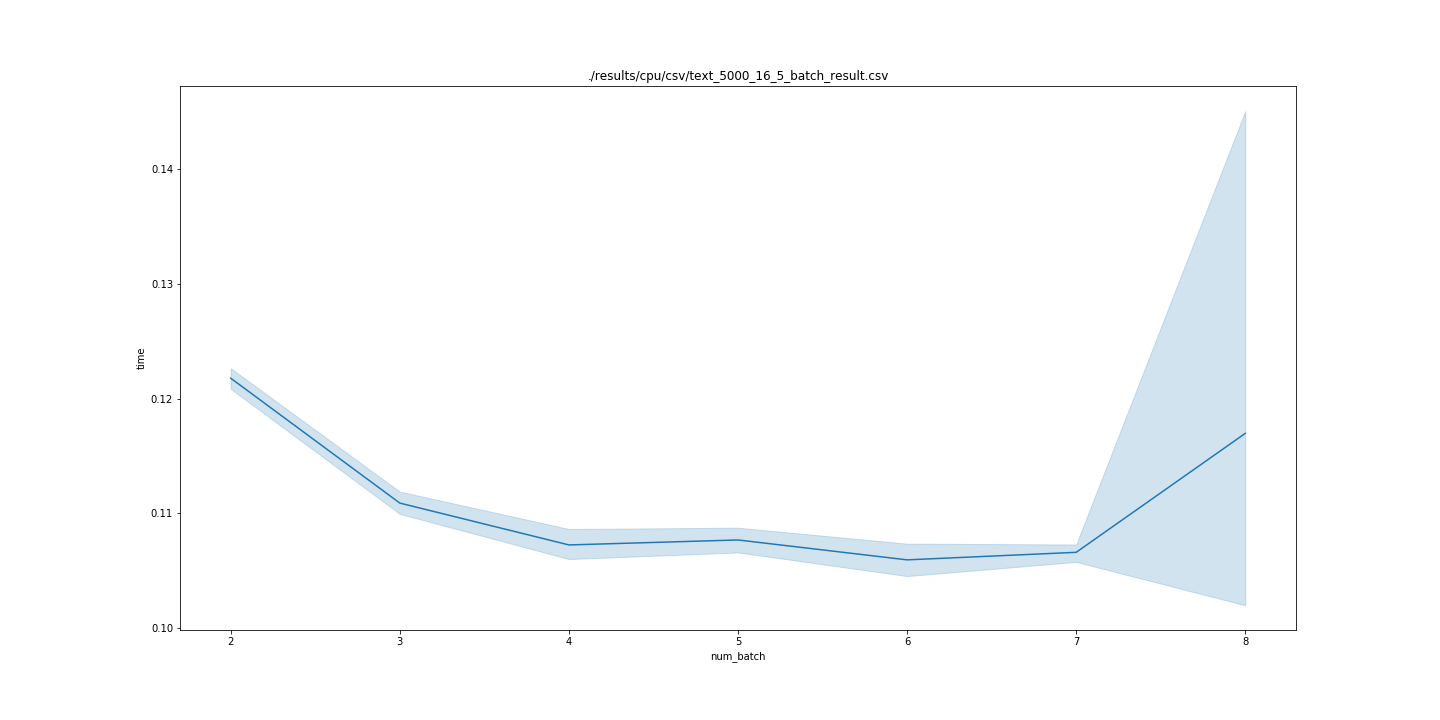 ./results/cpu/csv/text_5000_16_5_batch_result.csv
0.14
0.13
0.12
0.11
0.10
time
2 3 4 5 6 7 8
num_batch